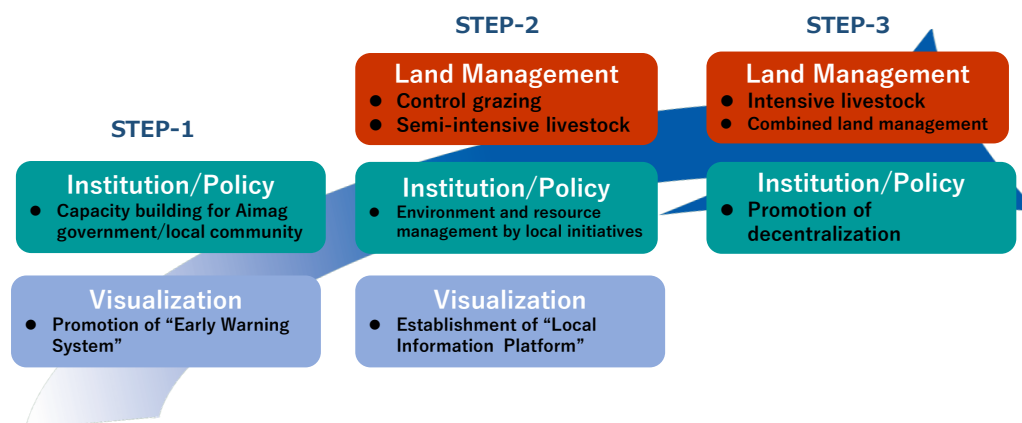 STEP-1
Institution/Policy
● Capacity building for Aimag
government/local community
Visualization
● Promotion of “Early Warning
System”
STEP-2
Land Management
● Control grazing
● Semi-intensive livestock
Institution/Policy
● Environment and resource
management by local initiatives
Visualization
● Establishment of “Local
Information Platform”
STEP-3
Land Management
● Intensive livestock
● Combined land management
Institution/Policy
● Promotion of
decentralization